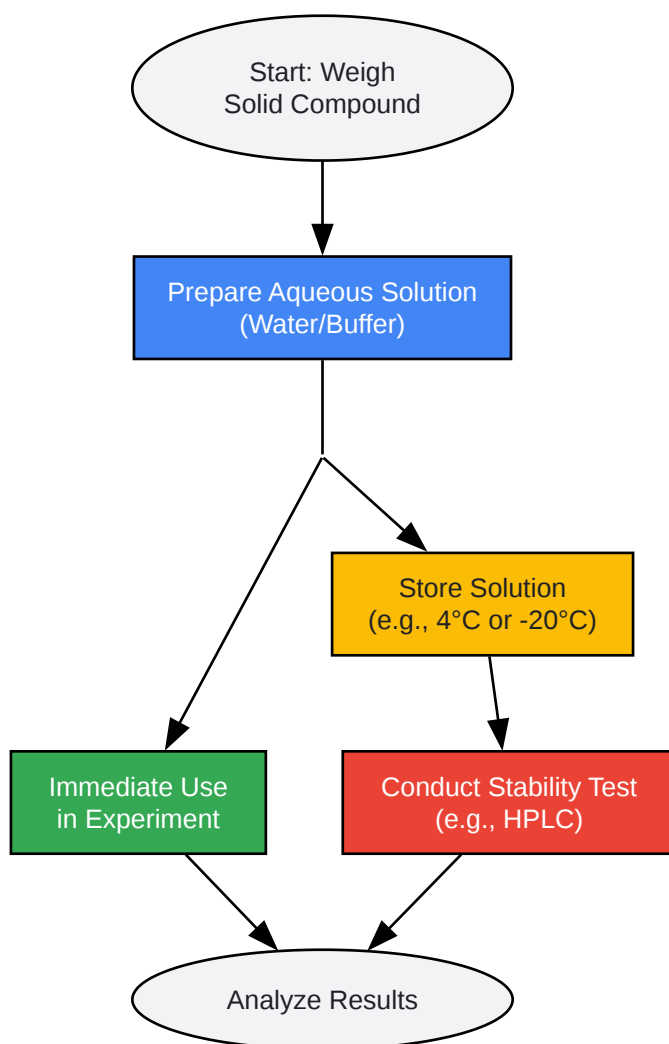 Start: Weigh
Solid Compound
Prepare Aqueous Solution
(Water/Buffer)
Store Solution
(e.g., 4°C or -20°C)
Immediate Use
in Experiment
Conduct Stability Test
(e.g., HPLC)
Analyze Results